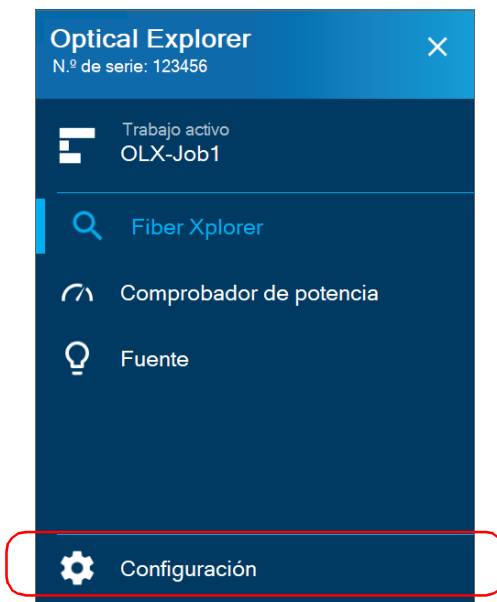 Optical Explorer
N.º de serie: 123456
Trabajo activo
OLX-Job1
Fiber Xplorer
Comprobador de potencia
Fuente
Configuración